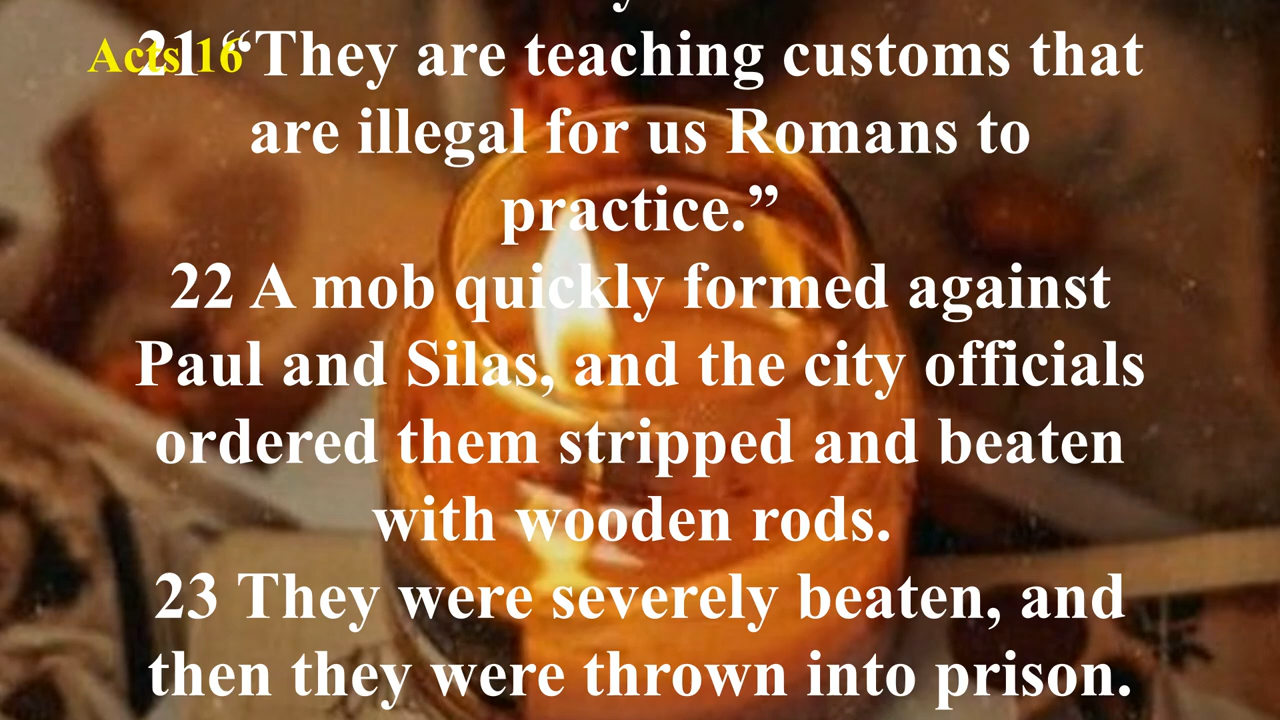 Acts 16
21 “They are teaching customs that
are illegal for us Romans to
practice.”
22 A mob quickly formed against
Paul and Silas, and the city officials
ordered them stripped and beaten
with wooden rods.
23 They were severely beaten, and
then they were thrown into prison.